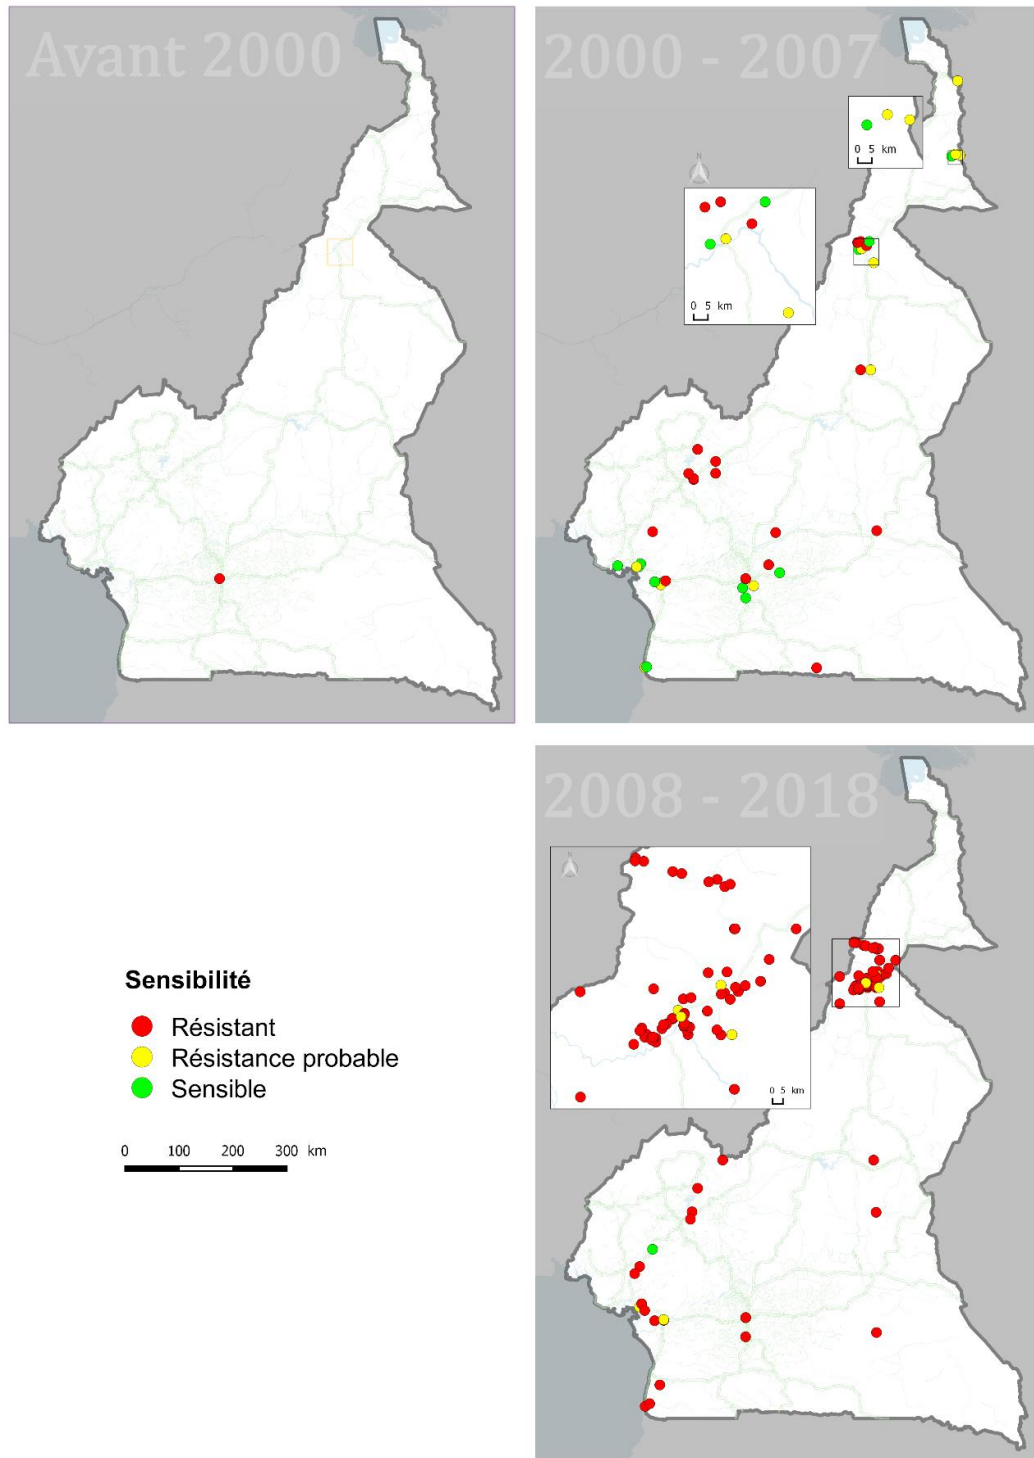 Avant 2000
2000 - 2007
0 5 km
N
0 5 km
2008 - 2018
0 5 km
Sensibilité
Résistant
Résistance probable
Sensible
0 100 200 300 km